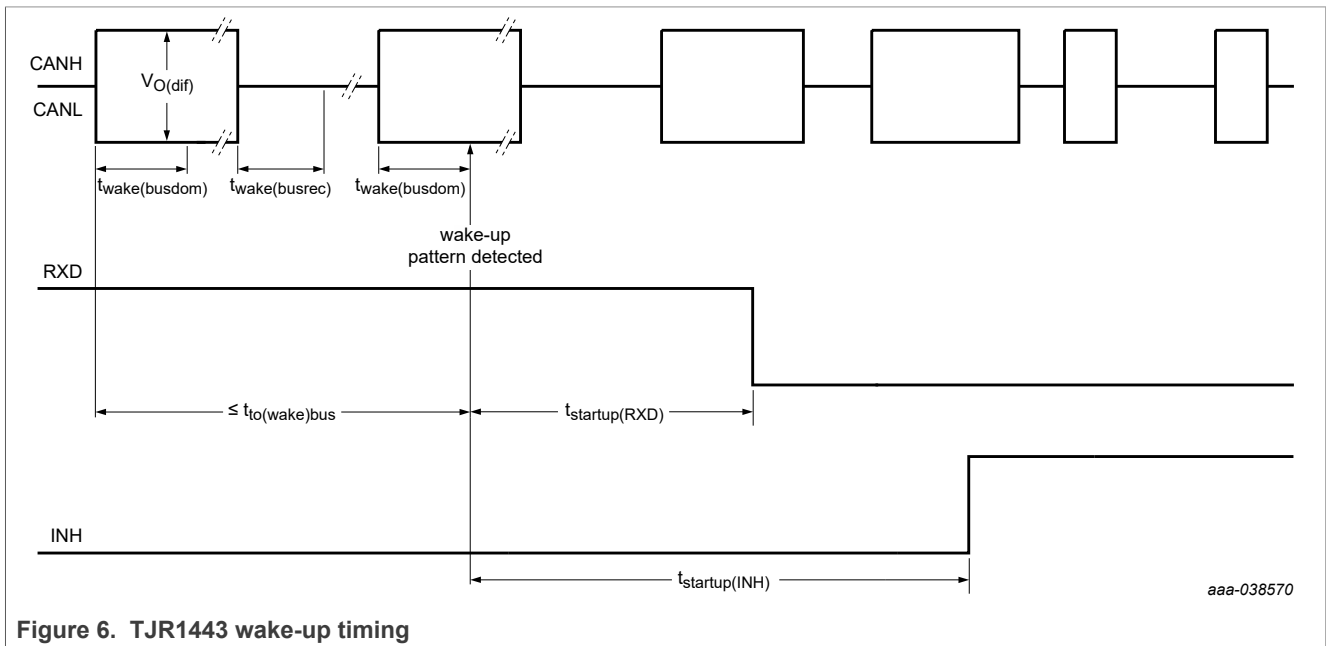 CANH
CANL
VO(dif)
twake(busdom)
twake(busrec)
twake(busdom)
wake-up
pattern detected
RXD
≤ tto(wake)bus
tstartup(RXD)
INH
tstartup(INH)
aaa-038570
Figure 6. TJR1443 wake-up timing